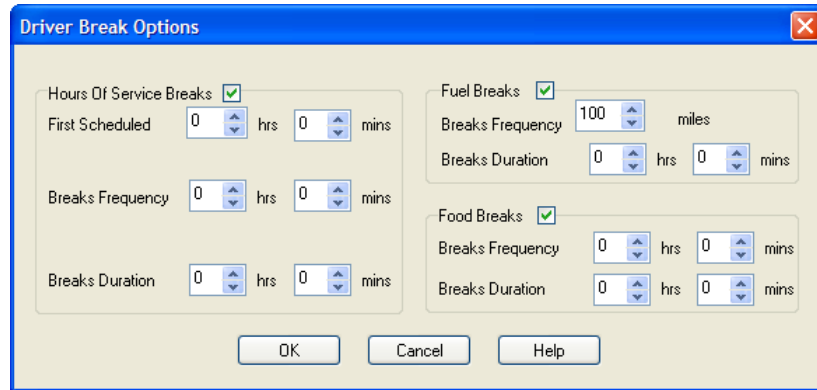 Driver Break Options
Hours Of Service Breaks
First Scheduled 0 hrs 0 mins
Breaks Frequency 0 hrs 0 mins
Breaks Duration 0 hrs 0 mins
Fuel Breaks
Breaks Frequency 100 miles
Breaks Duration 0 hrs 0 mins
Food Breaks
Breaks Frequency 0 hrs 0 mins
Breaks Duration 0 hrs 0 mins
OK Cancel Help